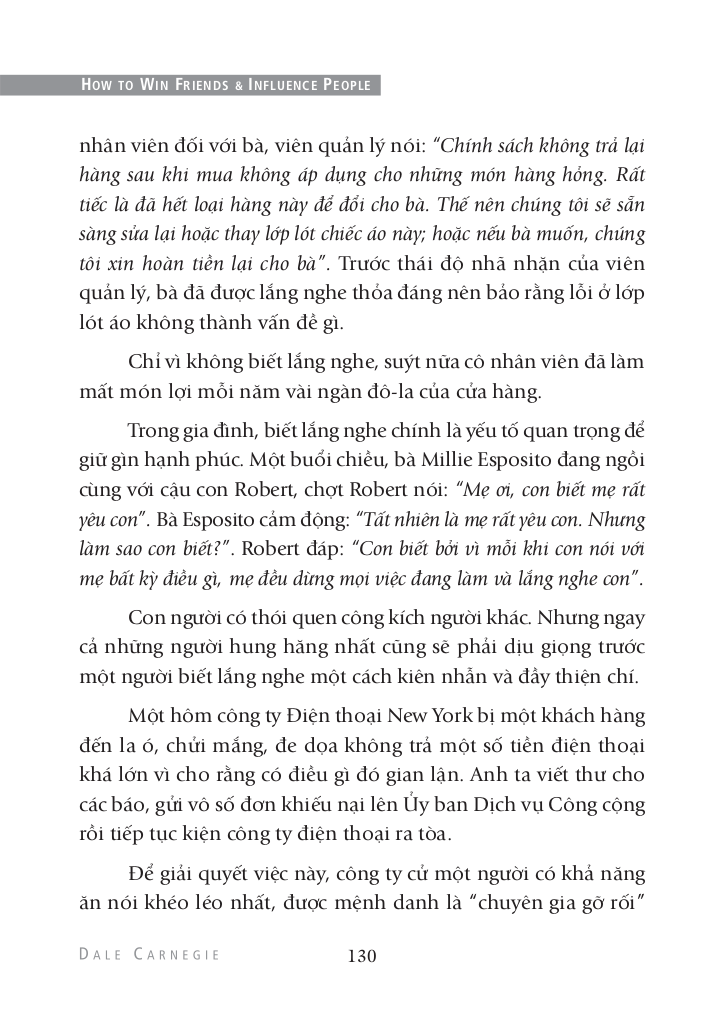 HOW TO WIN FRIENDS & INFLUENCE PEOPLE
nhân viên đối với bà, viên quản lý nói: “Chính sách không trả lại
hàng sau khi mua không áp dụng cho những món hàng hỏng. Rất
tiếc là đã hết loại hàng này để đổi cho bà. Thế nên chúng tôi sẽ sẵn
sàng sửa lại hoặc thay lớp lót chiếc áo này; hoặc nếu bà muốn, chúng
tôi xin hoàn tiền lại cho bà”. Trước thái độ nhã nhặn của viên
quản lý, bà đã được lắng nghe thỏa đáng nên bảo rằng lỗi ở lớp
lót áo không thành vấn đề gì.
Chỉ vì không biết lắng nghe, suýt nữa cô nhân viên đã làm
mất món lợi mỗi năm vài ngàn đô-la của cửa hàng.
Trong gia đình, biết lắng nghe chính là yếu tố quan trọng để
giữ gìn hạnh phúc. Một buổi chiều, bà Millie Esposito đang ngồi
cùng với cậu con Robert, chợt Robert nói: “Mẹ ơi, con biết mẹ rất
yêu con”. Bà Esposito cảm động: “Tất nhiên là mẹ rất yêu con. Nhưng
làm sao con biết?”. Robert đáp: “Con biết bởi vì mỗi khi con nói với
mẹ bất kỳ điều gì, mẹ đều dừng mọi việc đang làm và lắng nghe con”.
Con người có thói quen công kích người khác. Nhưng ngay
cả những người hung hăng nhất cũng sẽ phải dịu giọng trước
một người biết lắng nghe một cách kiên nhẫn và đầy thiện chí.
Một hôm công ty Điện thoại New York bị một khách hàng
đến la ó, chửi mắng, đe dọa không trả một số tiền điện thoại
khá lớn vì cho rằng có điều gì đó gian lận. Anh ta viết thư cho
các báo, gửi vô số đơn khiếu nại lên Ủy ban Dịch vụ Công cộng
rồi tiếp tục kiện công ty điện thoại ra tòa.
Để giải quyết việc này, công ty cử một người có khả năng
ăn nói khéo léo nhất, được mệnh danh là “chuyên gia gỡ rối”
DALE CARNEGIE
130